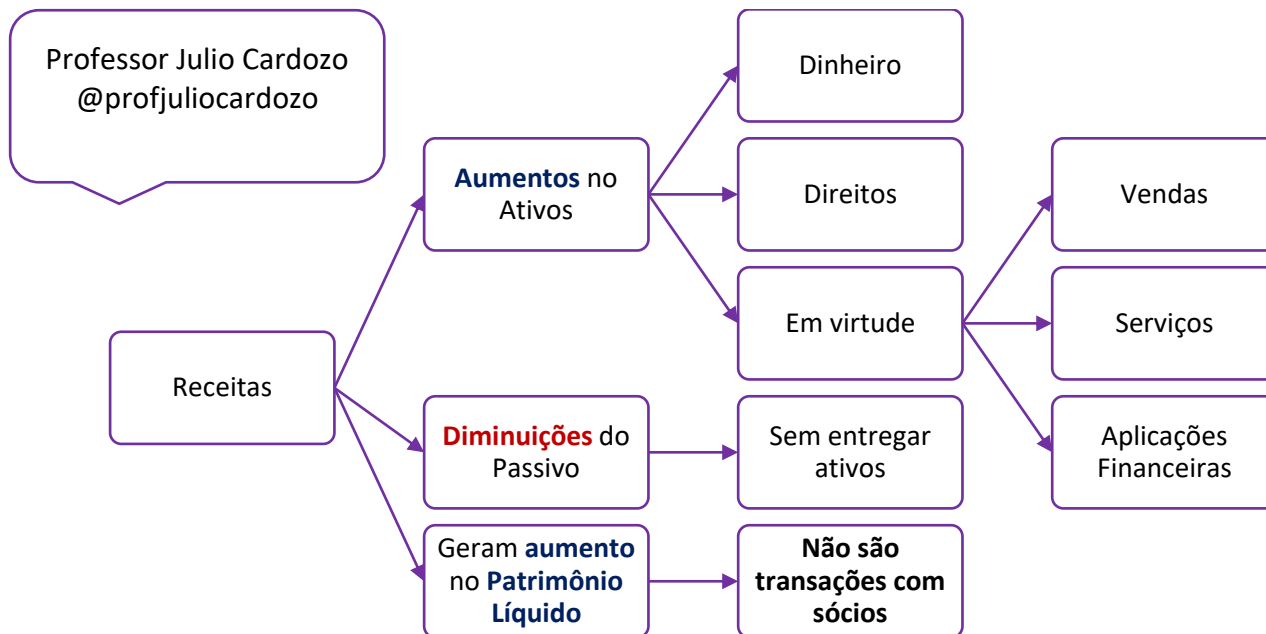 Professor Julio Cardozo
@profjuliocardozo
Receitas
Aumentos no
Ativos
Dinheiro
Direitos
Em virtude
Vendas
Serviços
Aplicações
Financeiras
Diminuições do
Passivo
Sem entregar
ativos
Geram aumento
no Patrimônio
Líquido
Não são
transações com
sócios